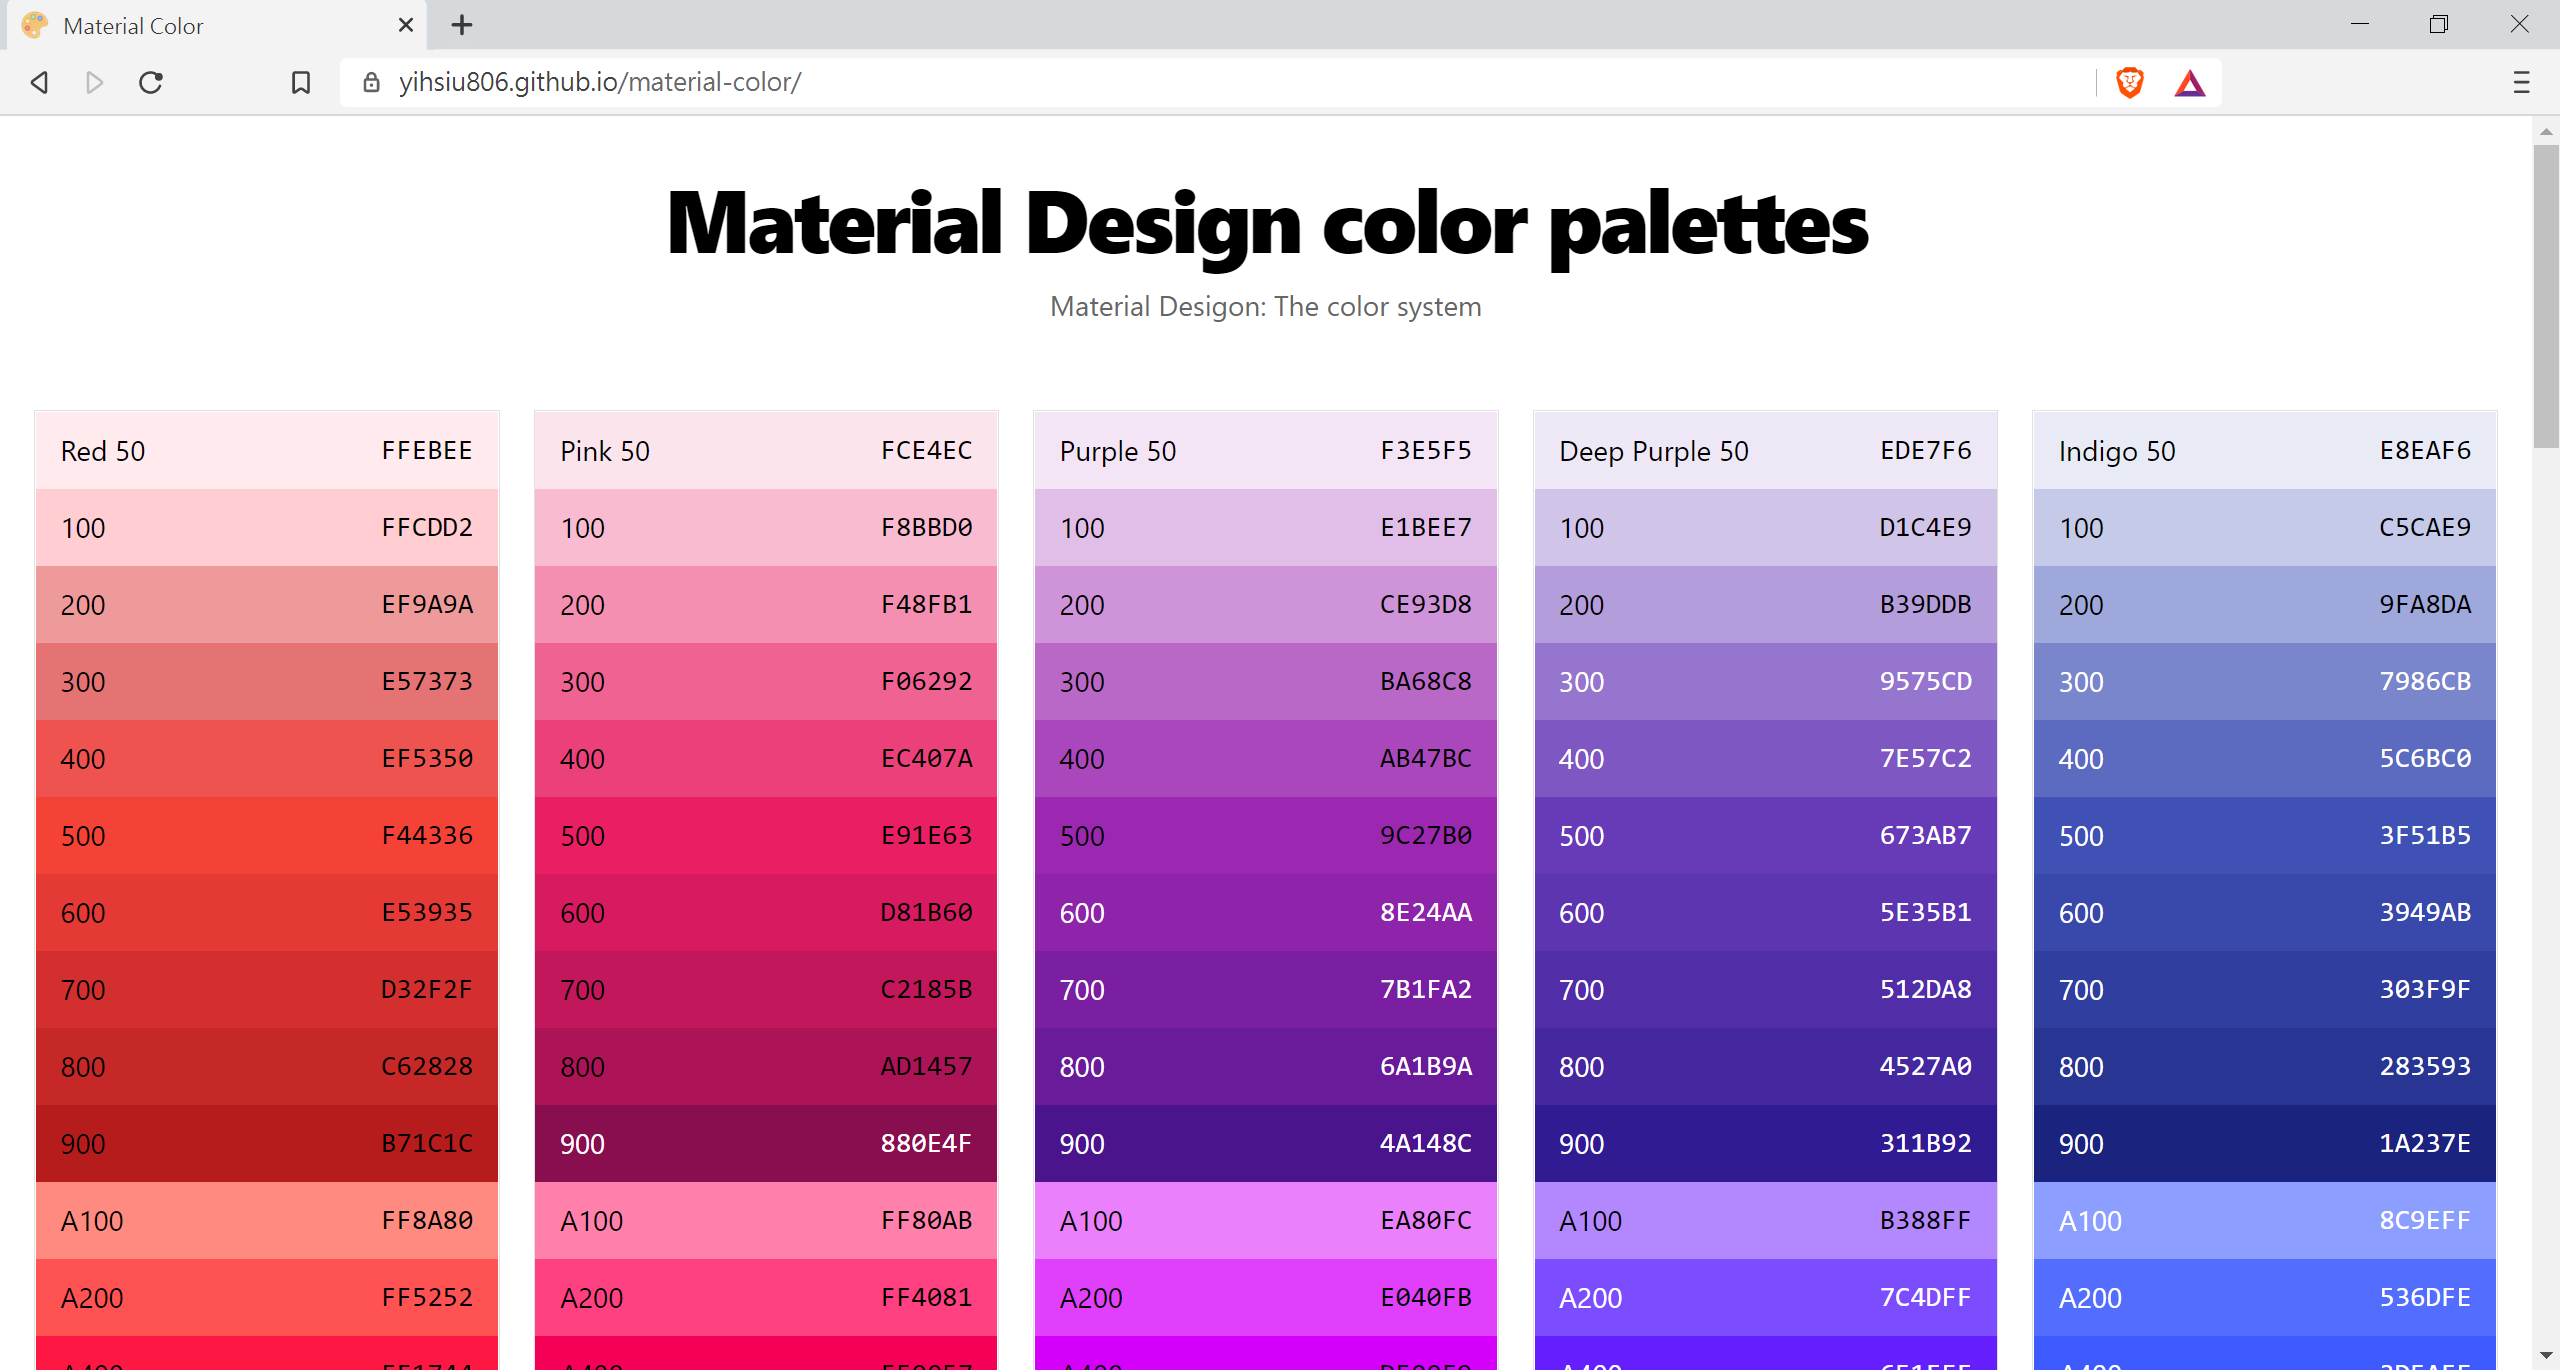 Material Color
yihsiu806.github.io/material-color/
Material Design color palettes
Material Desigon: The color system
Red 50 FFEBEE
100 FFCDD2
200 EF9A9A
300 E57373
400 EF5350
500 F44336
600 E53935
700 D32F2F
800 C62828
900 B71C1C
A100 FF8A80
A200 FF5252
Pink 50 FCE4EC
100 F8BBD0
200 F48FB1
300 F06292
400 EC407A
500 E91E63
600 D81B60
700 C2185B
800 AD1457
900 880E4F
A100 FF80AB
A200 FF4081
Purple 50 F3E5F5
100 E1BEE7
200 CE93D8
300 BA68C8
400 AB47BC
500 9C27B0
600 8E24AA
700 7B1FA2
800 6A1B9A
900 4A148C
A100 EA80FC
A200 E040FB
Deep Purple 50 EDE7F6
100 D1C4E9
200 B39DDB
300 9575CD
400 7E57C2
500 673AB7
600 5E35B1
700 512DA8
800 4527A0
900 311B92
A100 B388FF
A200 7C4DFF
Indigo 50 E8EAF6
100 C5CAE9
200 9FA8DA
300 7986CB
400 5C6BC0
500 3F51B5
600 3949AB
700 303F9F
800 283593
900 1A237E
A100 8C9EFF
A200 536DFE